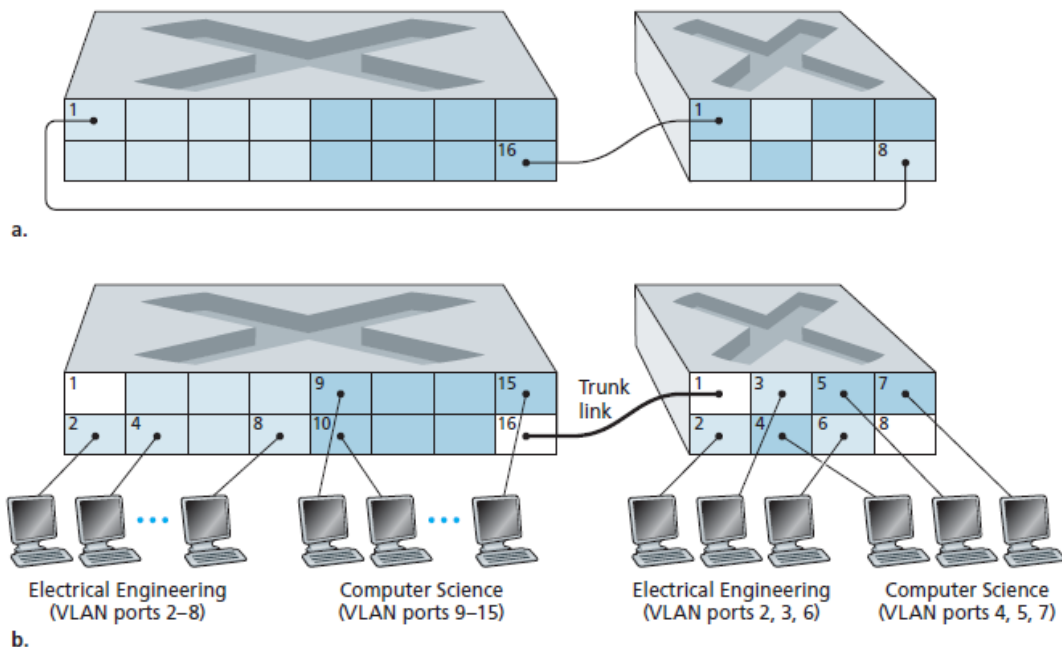 1
16
1
8
a.
1
9
15
Trunk
link
1
3
5
7
2
4
8
10
16
2
4
6
8
Electrical Engineering
(VLAN ports 2–8)
Computer Science
(VLAN ports 9–15)
Electrical Engineering
(VLAN ports 2, 3, 6)
Computer Science
(VLAN ports 4, 5, 7)
b.